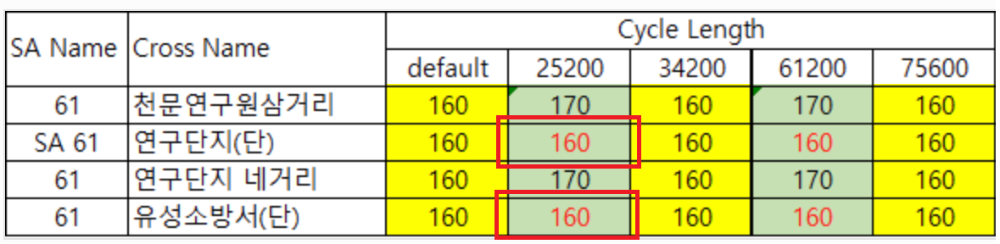 SA Name Cross Name Cycle Length
default 25200 34200 61200 75600
61 천문연구원삼거리 160 170 160 170 160
SA 61 연구단지(단) 160 160 160 160 160
61 연구단지 네거리 160 170 160 170 160
61 유성소방서(단) 160 160 160 160 160